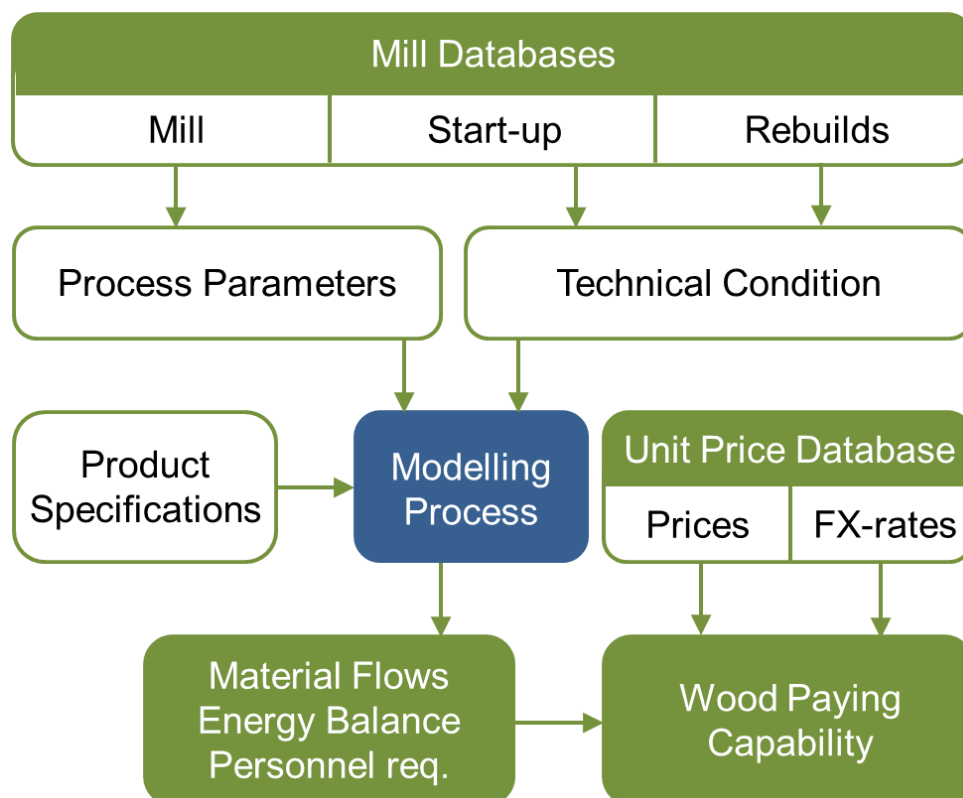 Mill Databases
Mill
Start-up
Rebuilds
Process Parameters
Technical Condition
Product
Specifications
Modelling
Process
Unit Price Database
Prices
FX-rates
Material Flows
Energy Balance
Personnel req.
Wood Paying
Capability